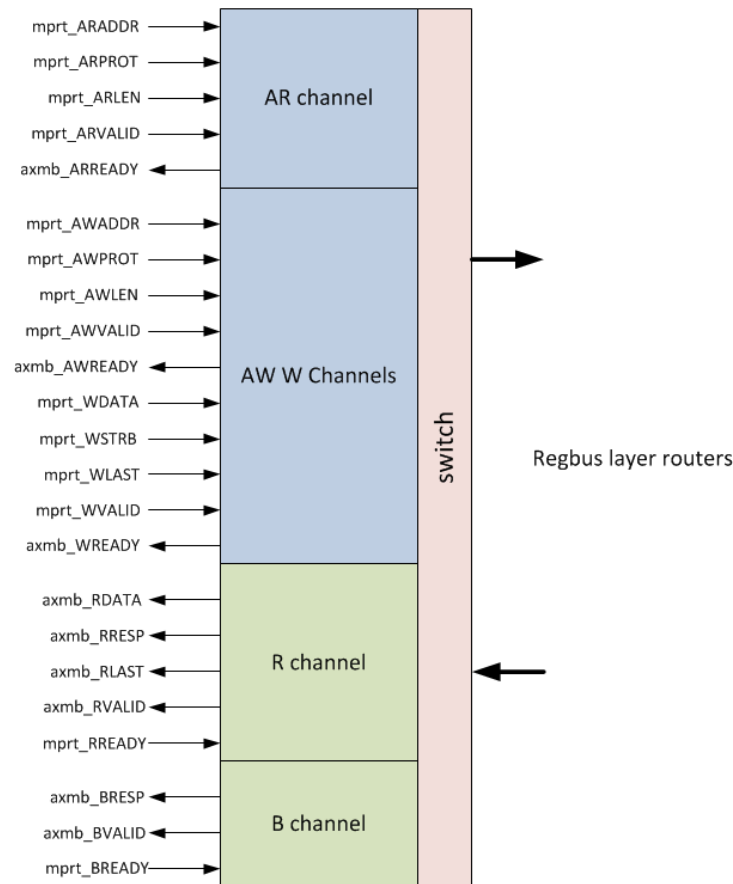 mprt_ARADDR
mprt_ARPROT
mprt_ARLEN
mprt_ARVALID
axmb_ARREADY
AR channel
mprt_AWADDR
mprt_AWPROT
mprt_AWLEN
mprt_AWVALID
axmb_AWREADY
mprt_WDATA
mprt_WSTRB
mprt_WLAST
mprt_WVALID
axmb_WREADY
AW W Channels
axmb_RDATA
axmb_RRESP
axmb_RLAST
axmb_RVALID
mprt_RREADY
R channel
axmb_BRESP
axmb_BVALID
mprt_BREADY
B channel
switch
Regbus layer routers